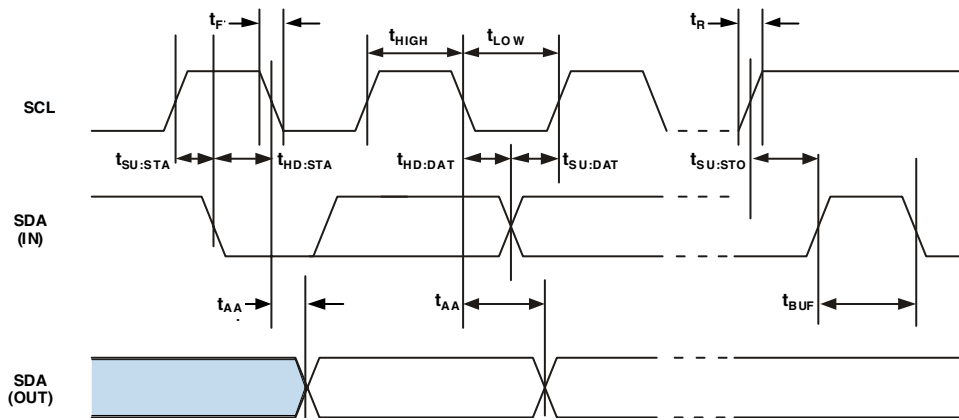 tF
tR
tHIGH
tLOW
SCL
tSU:STA
tHD:STA
tHD:DAT
tSU:DAT
tSU:STO
SDA
(IN)
tAA
tAA
tBUF
SDA
(OUT)